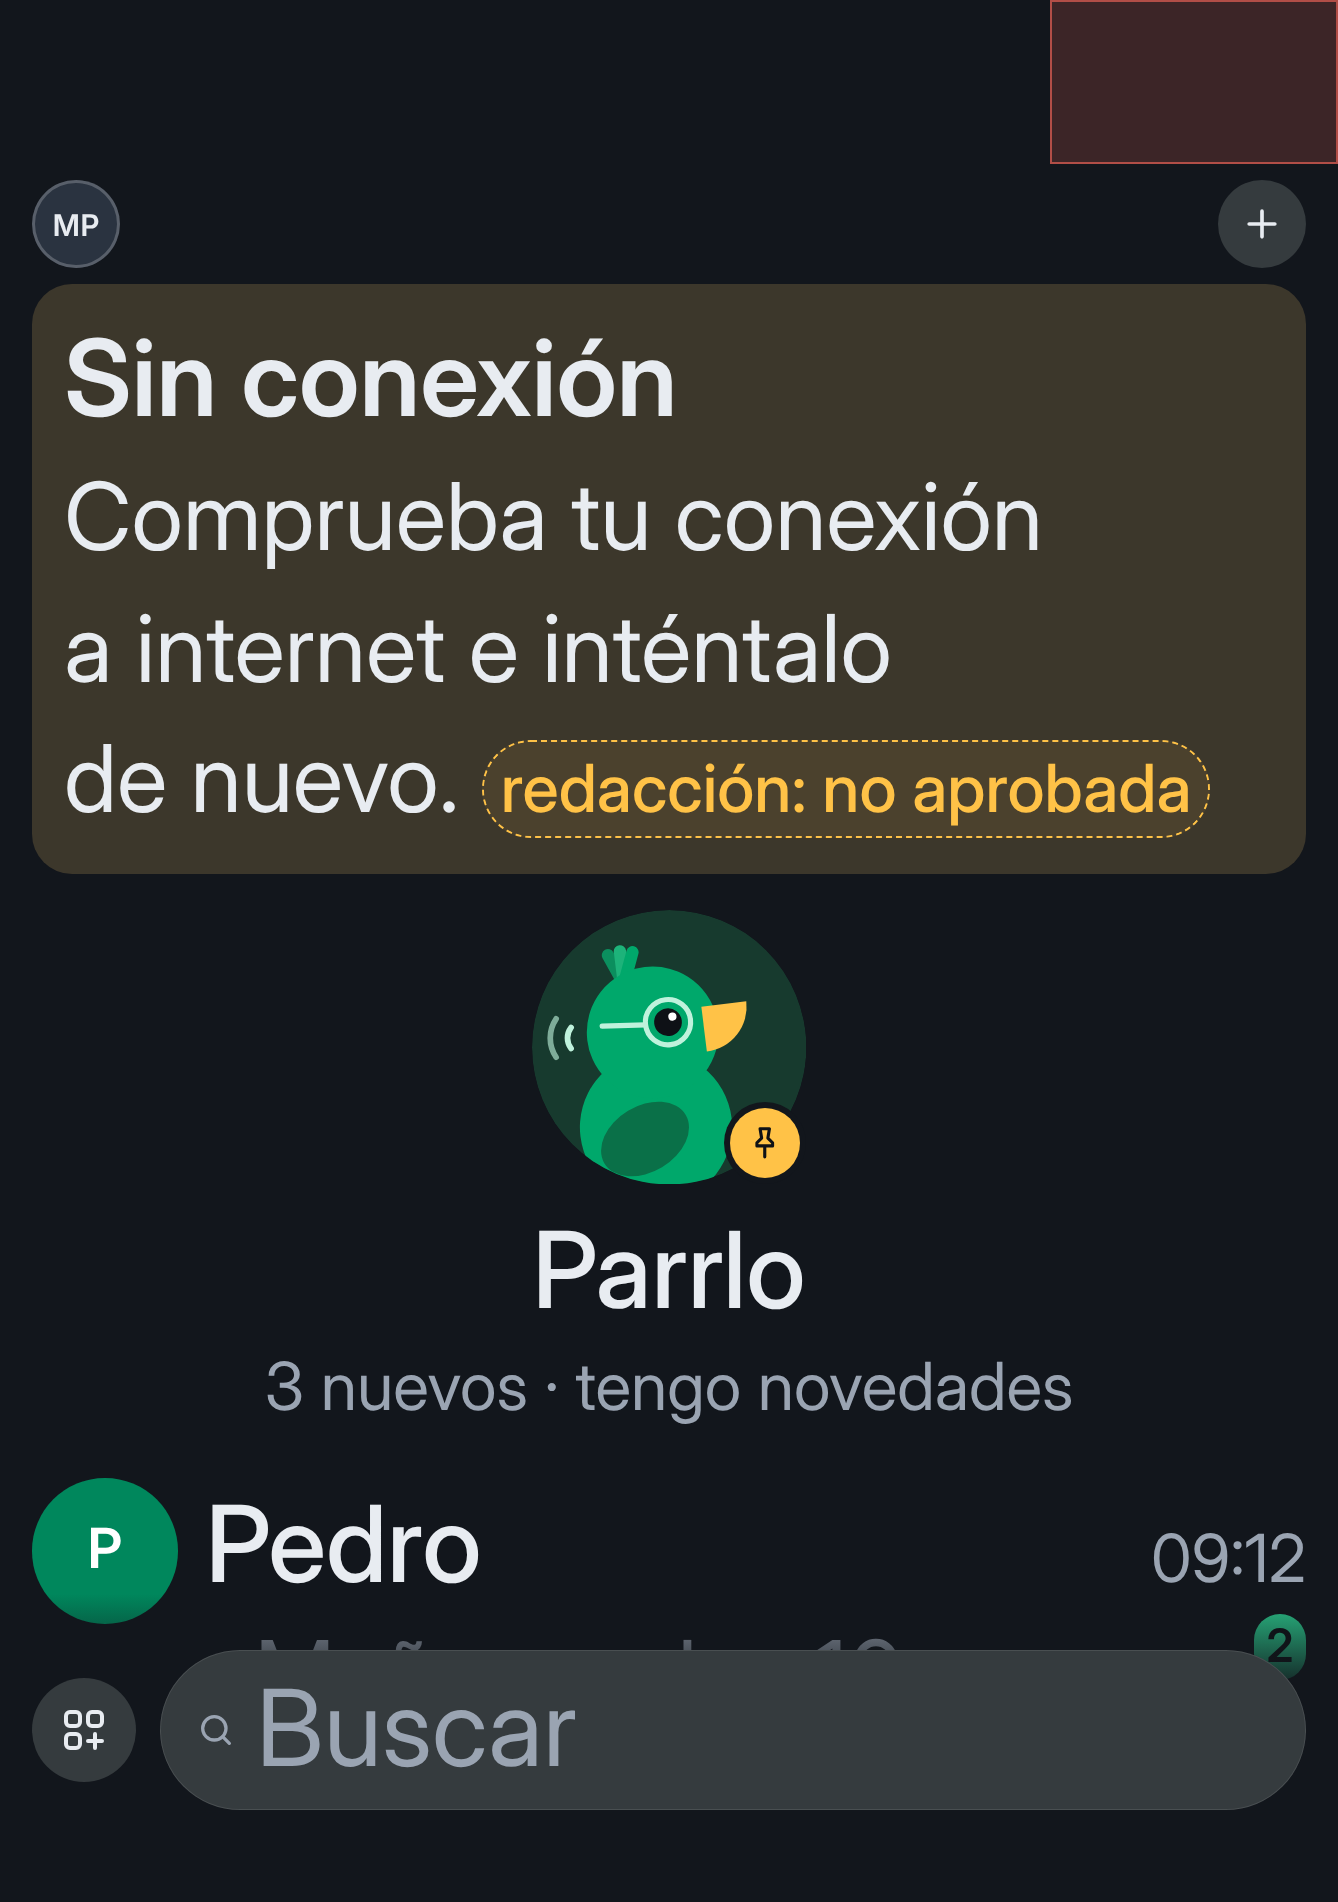 MP
Sin conexión
Comprueba tu conexión
a internet e inténtalo
de nuevo. redacción: no aprobada
Parrlo
3 nuevos · tengo novedades
P Pedro 09:12
2
Buscar